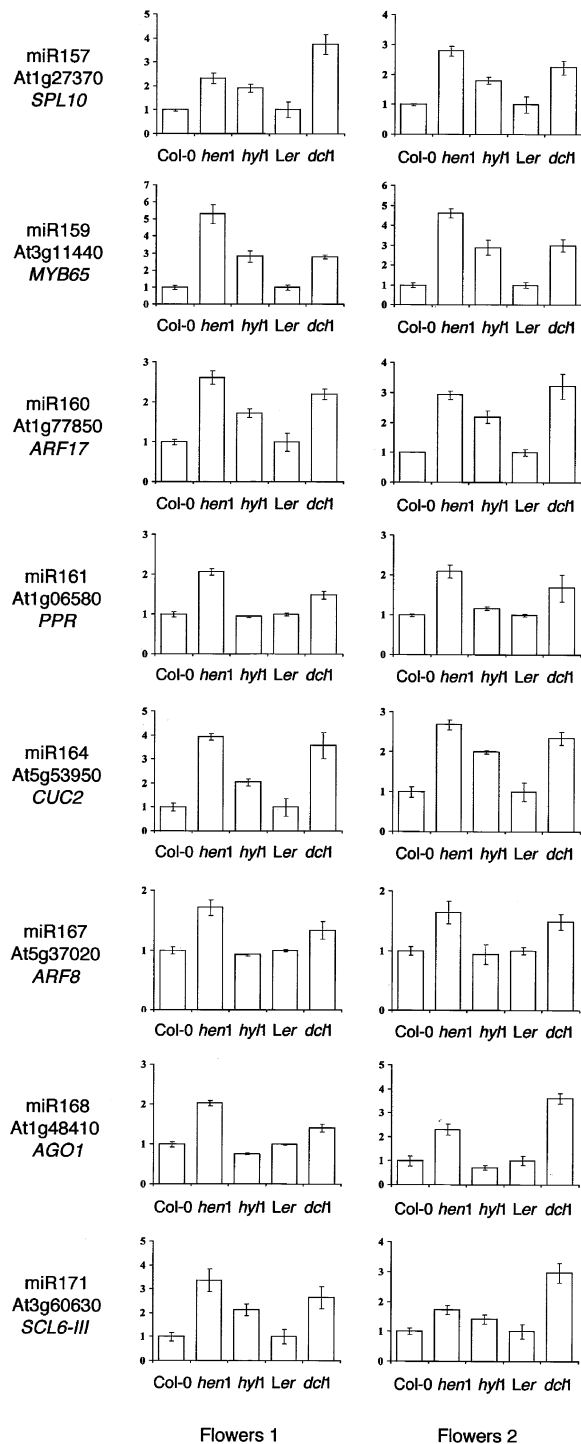 miR157
At1g27370
SPL10
5
4
3
2
1
0
Col-0 hen1 hyl1 Ler dcl1
4
3
2
1
0
Col-0 hen1 hyl1 Ler dcl1
miR159
At3g11440
MYB65
7
6
5
4
3
2
1
0
Col-0 hen1 hyl1 Ler dcl1
6
5
4
3
2
1
0
Col-0 hen1 hyl1 Ler dcl1
miR160
At1g77850
ARF17
3
2
1
0
Col-0 hen1 hyl1 Ler dcl1
4
3
2
1
0
Col-0 hen1 hyl1 Ler dcl1
miR161
At1g06580
PPR
3
2
1
0
Col-0 hen1 hyl1 Ler dcl1
3
2
1
0
Col-0 hen1 hyl1 Ler dcl1
miR164
At5g53950
CUC2
5
4
3
2
1
0
Col-0 hen1 hyl1 Ler dcl1
3
2
1
0
Col-0 hen1 hyl1 Ler dcl1
miR167
At5g37020
ARF8
2
1
0
Col-0 hen1 hyl1 Ler dcl1
2
1
0
Col-0 hen1 hyl1 Ler dcl1
miR168
At1g48410
AGO1
3
2
1
0
Col-0 hen1 hyl1 Ler dcl1
5
4
3
2
1
0
Col-0 hen1 hyl1 Ler dcl1
miR171
At3g60630
SCL6-III
5
4
3
2
1
0
Col-0 hen1 hyl1 Ler dcl1
4
3
2
1
0
Col-0 hen1 hyl1 Ler dcl1
Flowers 1
Flowers 2